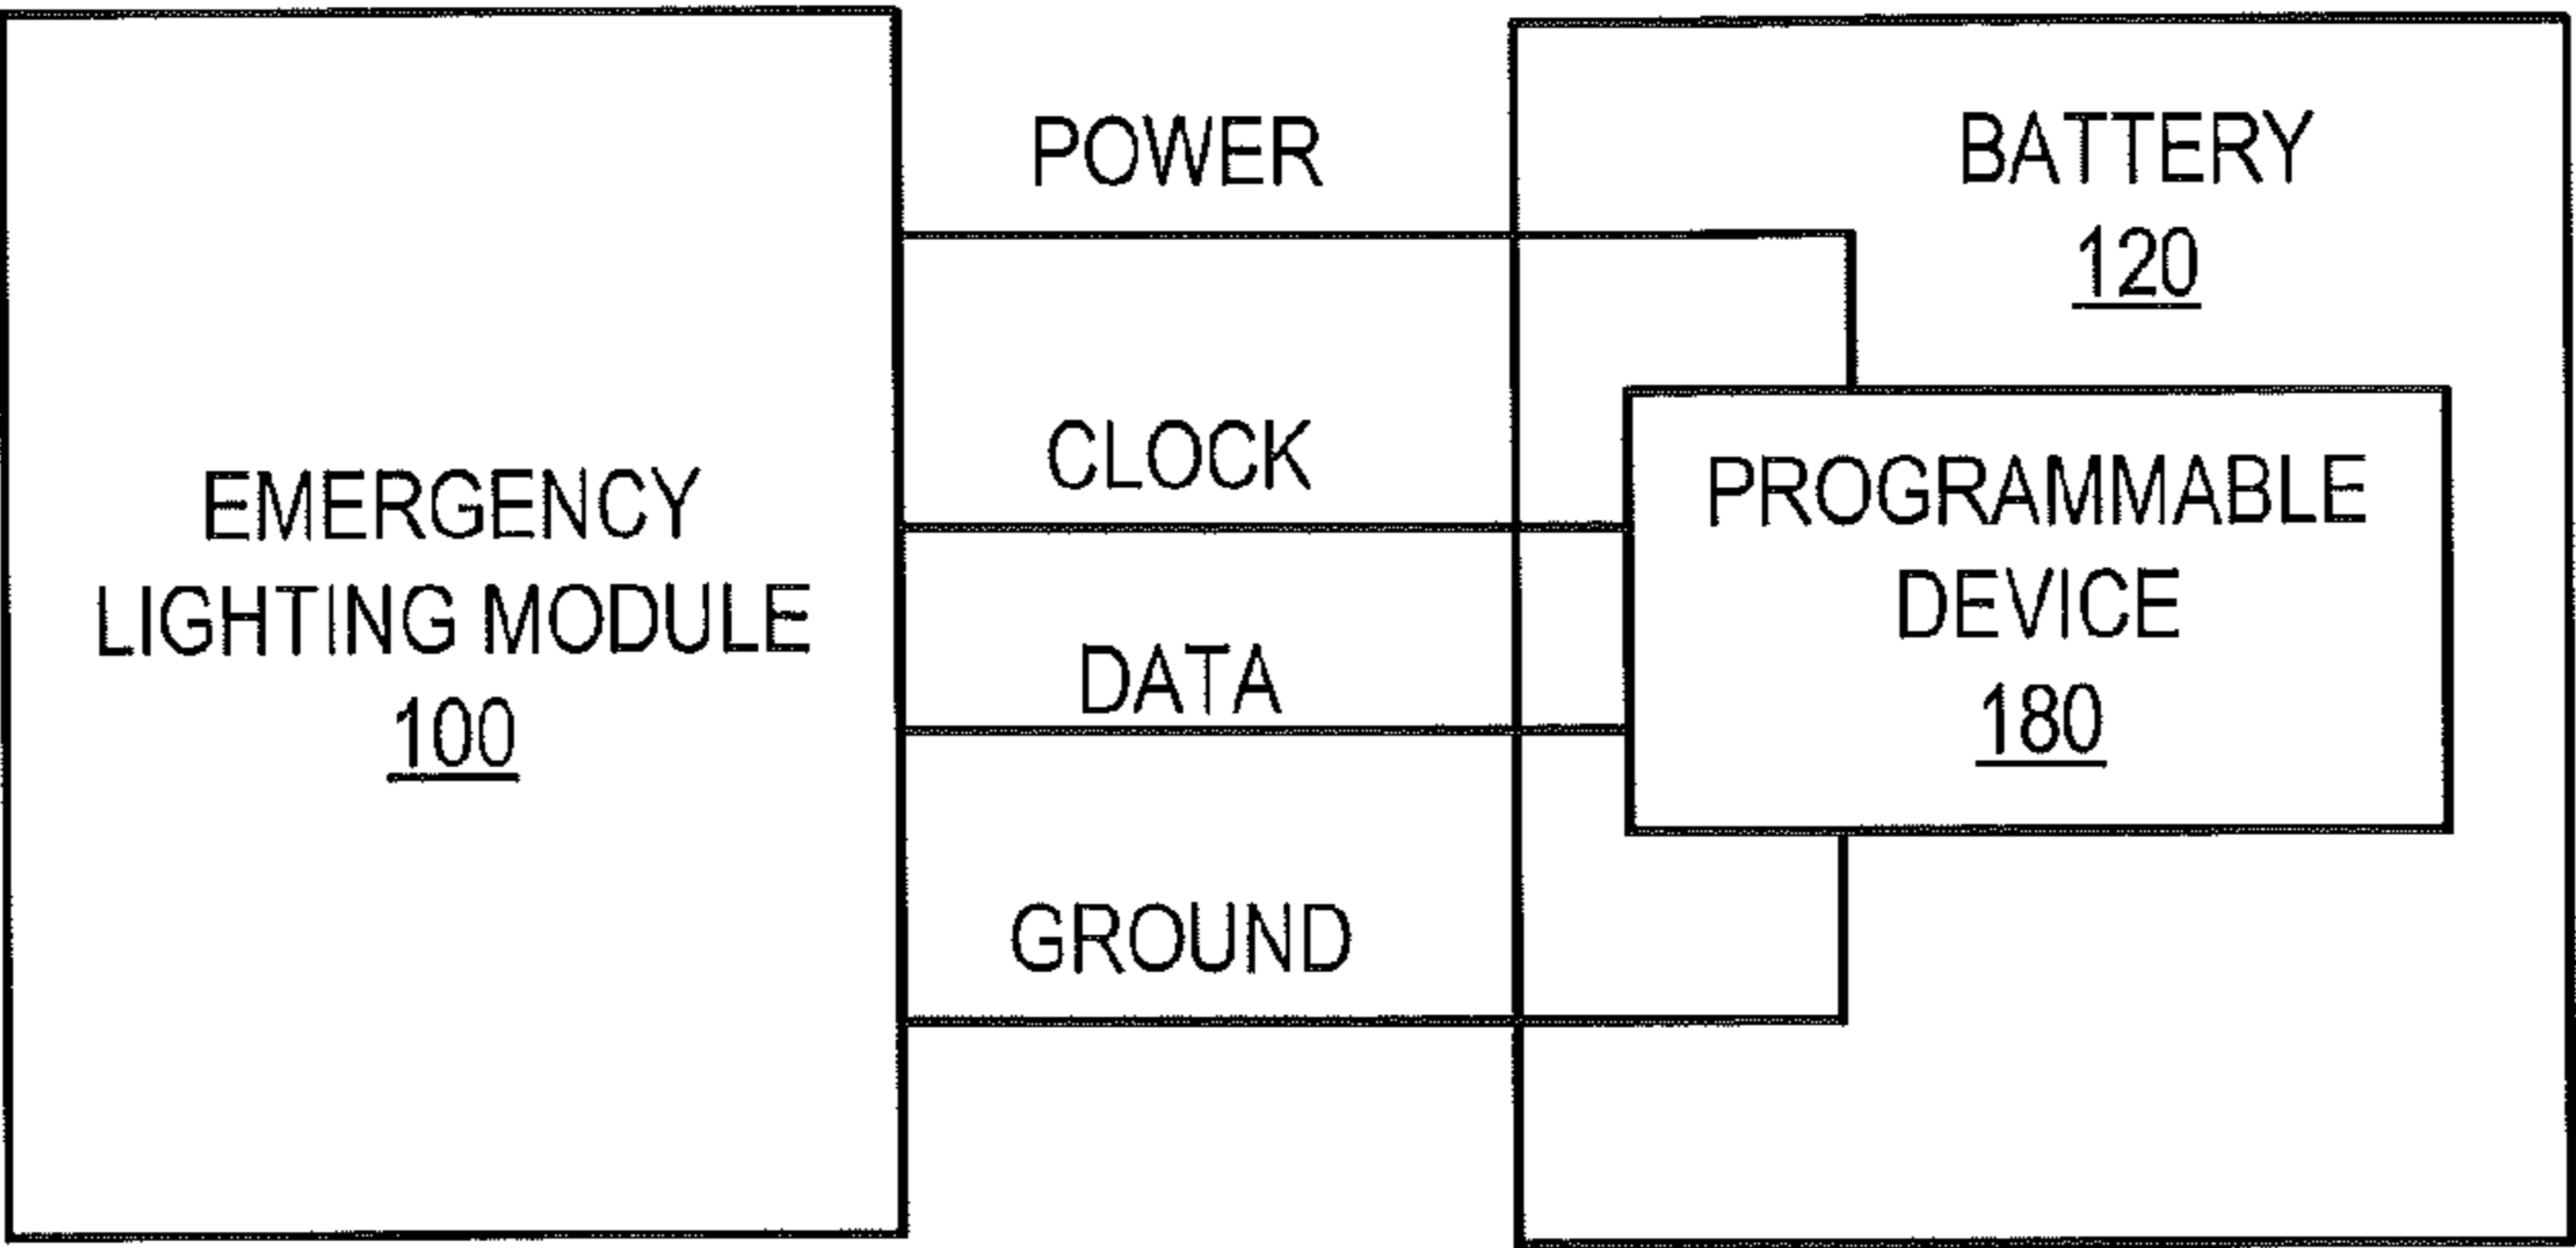 EMERGENCY
LIGHTING MODULE
100
POWER
CLOCK
DATA
GROUND
BATTERY
120
PROGRAMMABLE
DEVICE
180